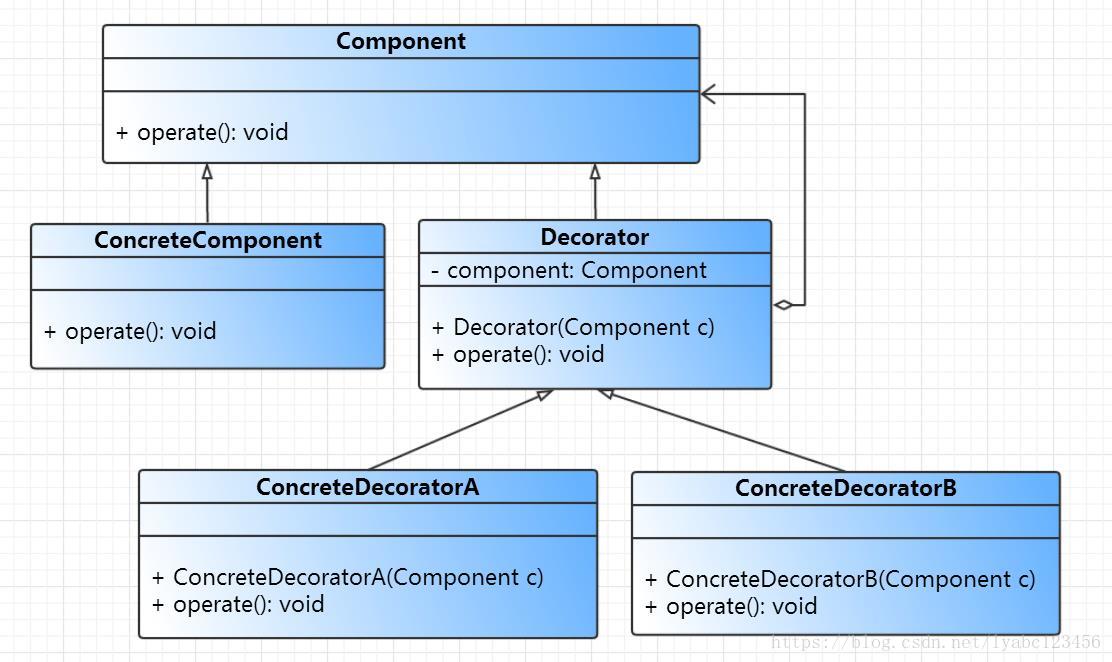 Component
+ operate(): void
ConcreteComponent
+ operate(): void
Decorator
- component: Component
+ Decorator(Component c)
+ operate(): void
ConcreteDecoratorA
+ ConcreteDecoratorA(Component c)
+ operate(): void
ConcreteDecoratorB
+ ConcreteDecoratorB(Component c)
+ operate(): void
https://blog.csdn.net/lyabc123456